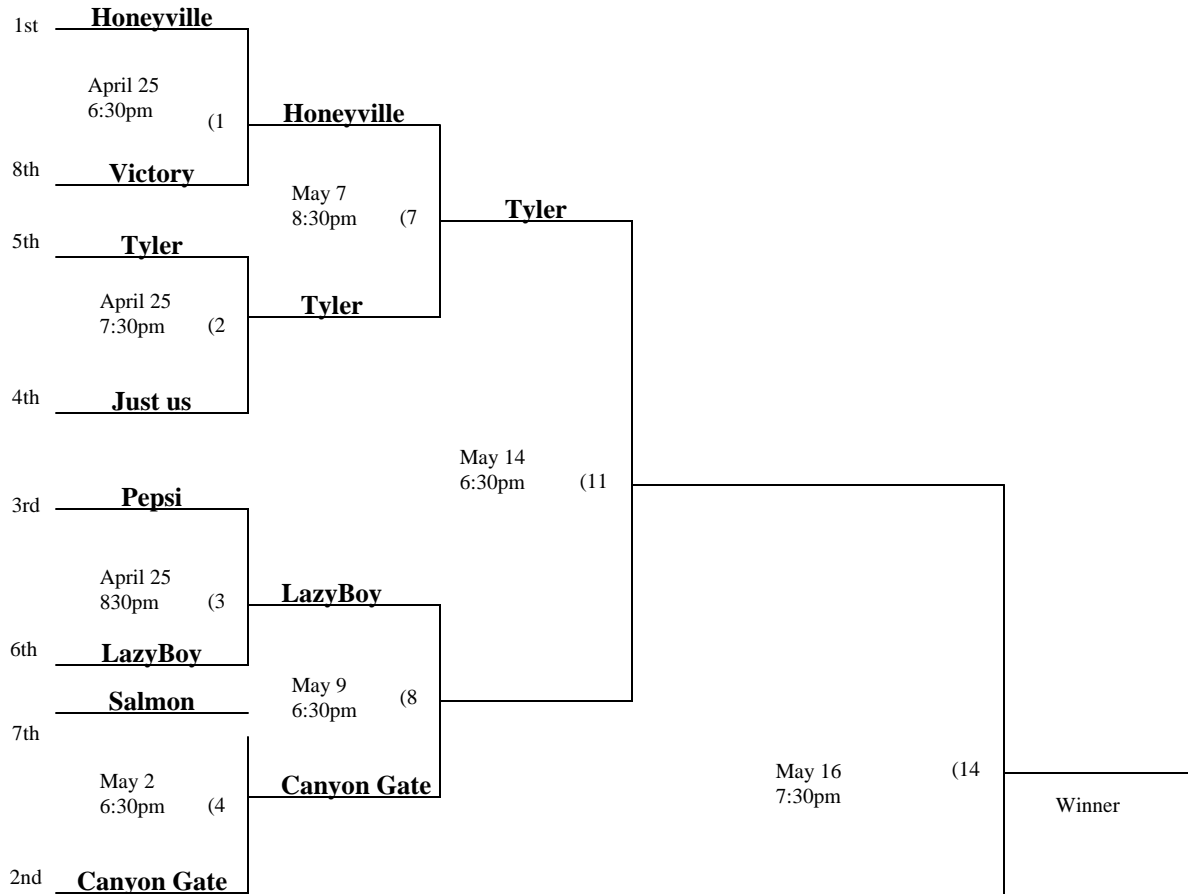 1st Honeyville
April 25
6:30pm (1
Honeyville
8th Victory
May 7
8:30pm (7
Tyler
5th Tyler
April 25
7:30pm (2
Tyler
4th Just us
May 14
6:30pm (11
3rd Pepsi
April 25
830pm (3
LazyBoy
6th LazyBoy
Salmon
7th
May 9
6:30pm (8
May 2
6:30pm (4
Canyon Gate
2nd Canyon Gate
May 16
7:30pm (14
Winner